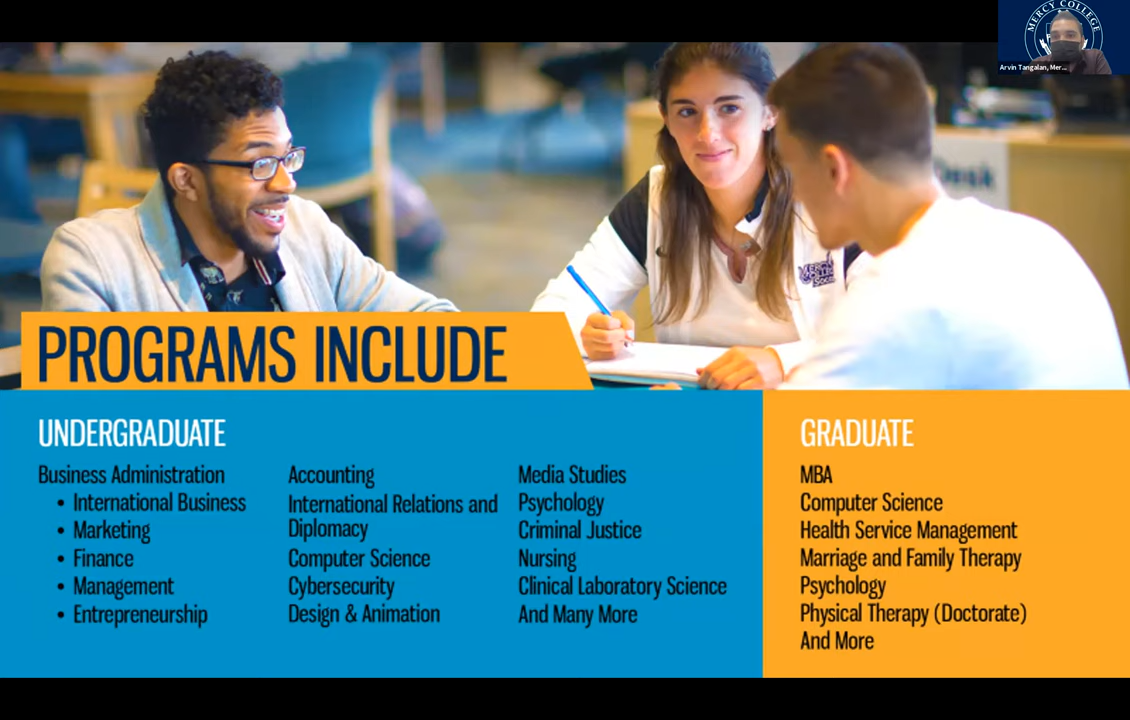 MERCY COLLEGE
Arvin Tangalan, Mer...
Desk
MERCY
PROGRAMS INCLUDE
UNDERGRADUATE
Business Administration
• International Business
• Marketing
• Finance
• Management
• Entrepreneurship
Accounting
International Relations and
Diplomacy
Computer Science
Cybersecurity
Design & Animation
Media Studies
Psychology
Criminal Justice
Nursing
Clinical Laboratory Science
And Many More
GRADUATE
MBA
Computer Science
Health Service Management
Marriage and Family Therapy
Psychology
Physical Therapy (Doctorate)
And More